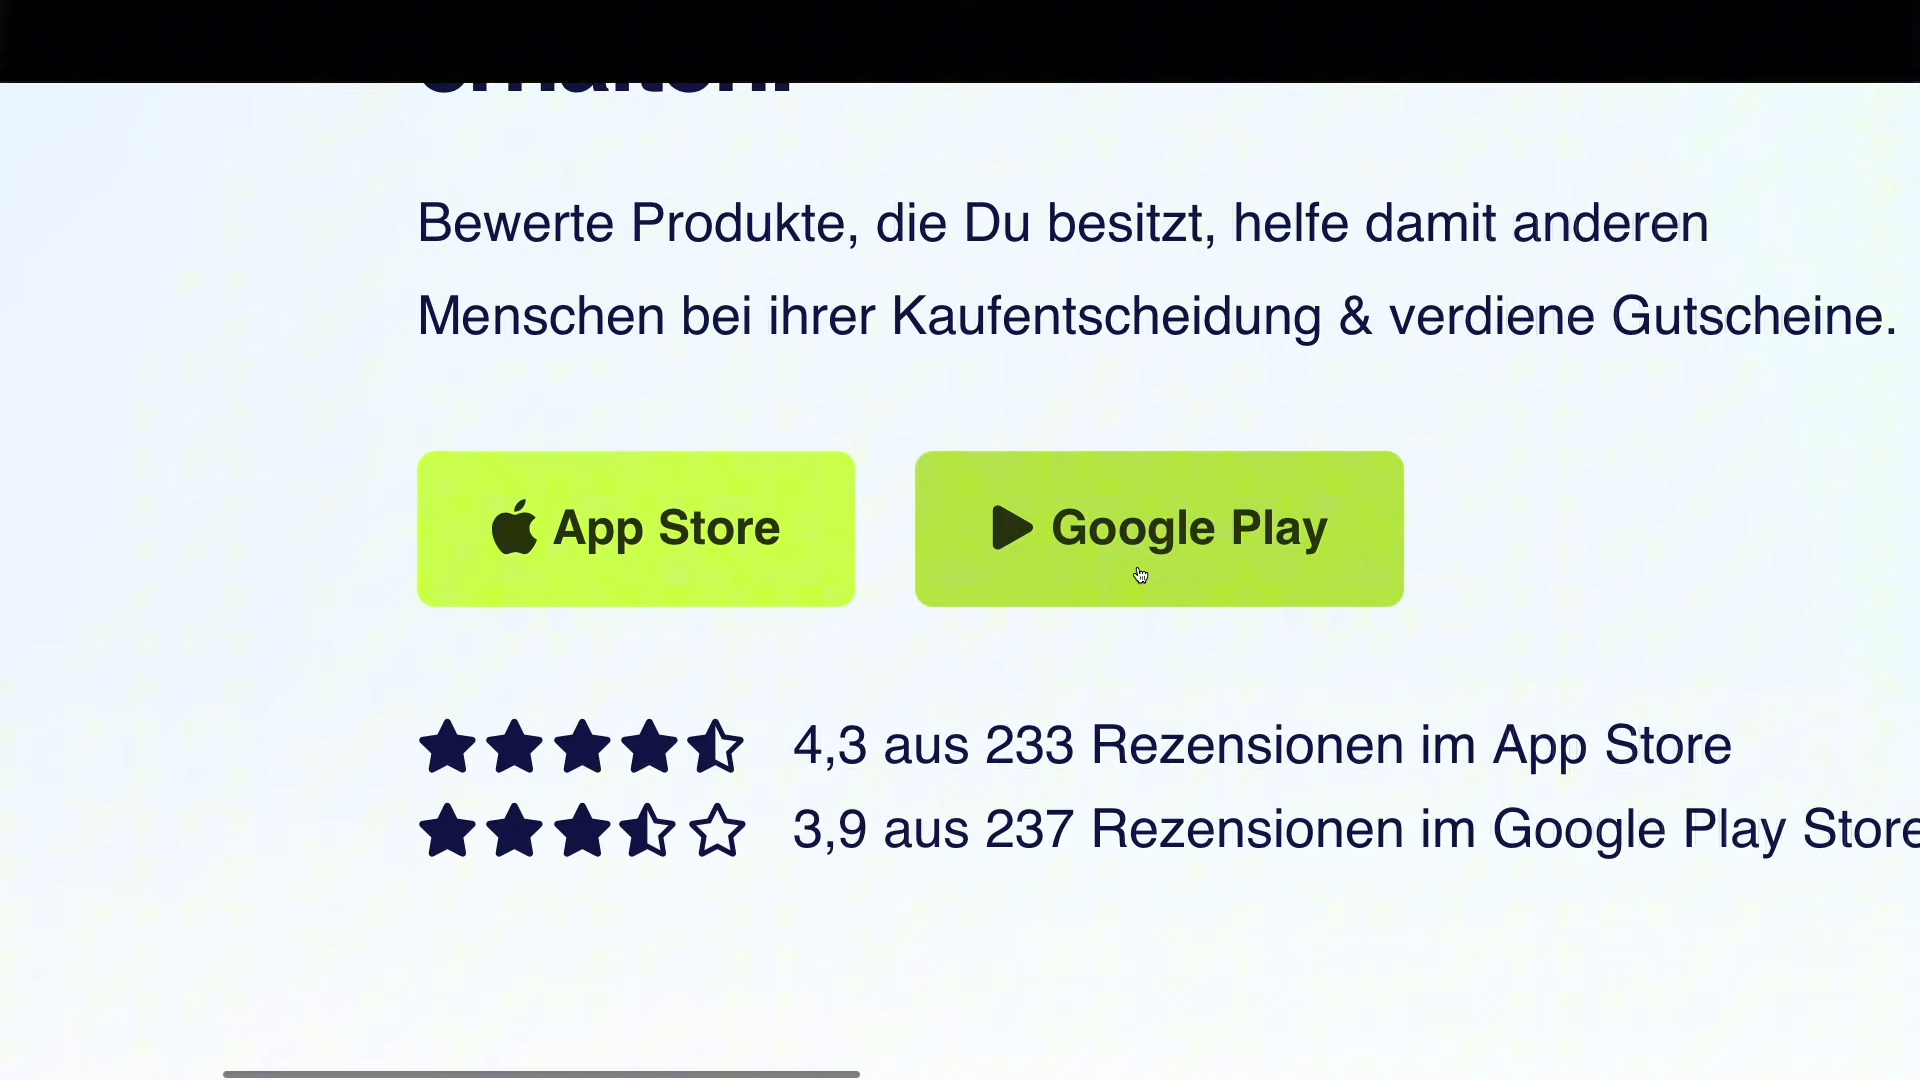 Bewerte Produkte, die Du besitzt, helfe damit anderen
Menschen bei ihrer Kaufentscheidung & verdiene Gutscheine.
App Store
Google Play
4,3 aus 233 Rezensionen im App Store
3,9 aus 237 Rezensionen im Google Play Store